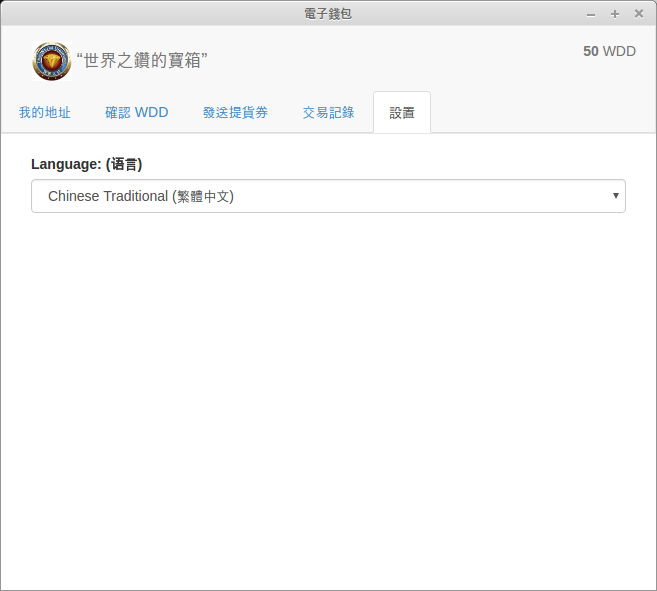 電子錢包
“世界之鑽的寶箱”
50 WDD
我的地址 確認 WDD 發送提貨券 交易記錄 設置
Language: (语言)
Chinese Traditional (繁體中文)